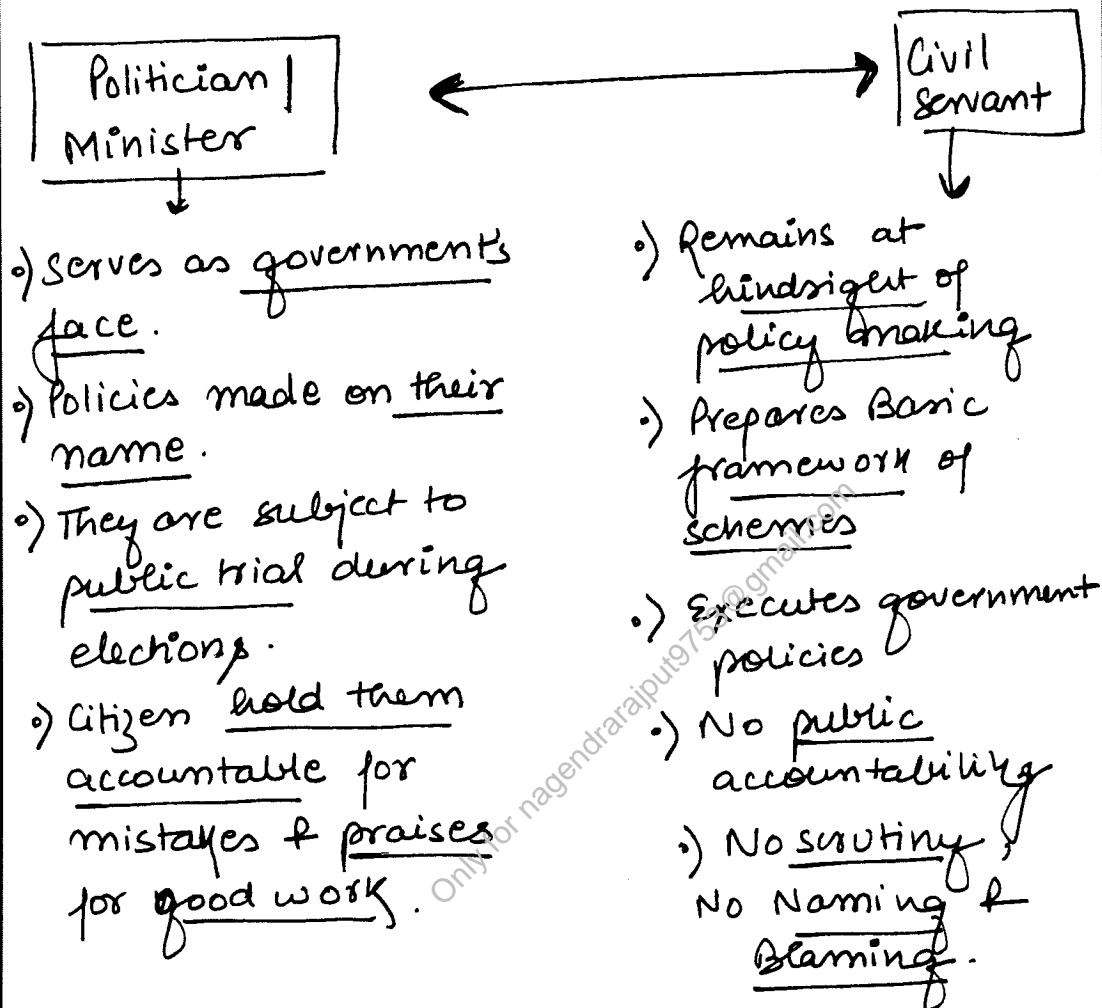 Politician |
Minister
Civil
Servant
•) Serves as government's
face.
•) Policies made on their
name.
•) They are subject to
public trial during
elections.
•) Citizen hold them
accountable for
mistakes & praises
for good work.
•) Remains at
hindsight of
policy making
•) Prepares Basic
framework of
schemes
•) Executes government
policies
•) No public
accountability
•) No scrutiny,
No Naming &
Blaming.
Only for nagendrarajput9753@gmail.com